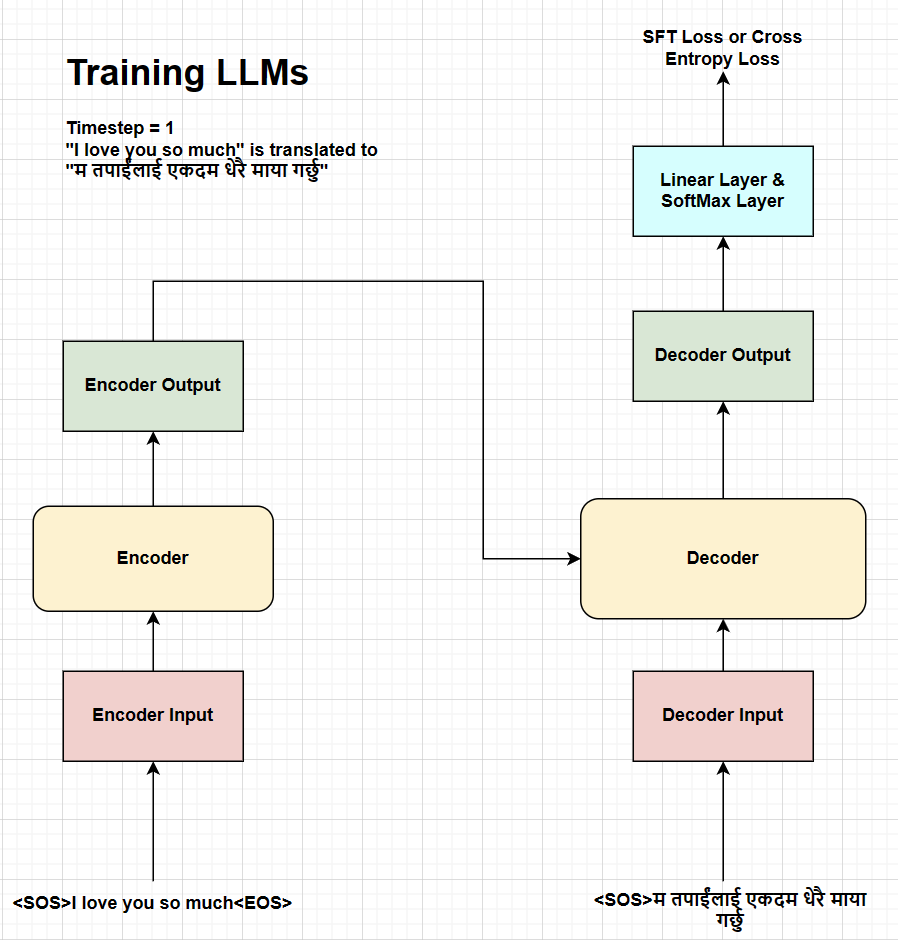 Training LLMs
Timestep = 1
"I love you so much" is translated to
"म तपाईंलाई एकदम धेरै माया गर्छु"
SFT Loss or Cross
Entropy Loss
Linear Layer &
SoftMax Layer
Encoder Output
Decoder Output
Encoder
Decoder
Encoder Input
Decoder Input
<SOS>I love you so much<EOS>
<SOS>म तपाईंलाई एकदम धेरै माया
गर्छु